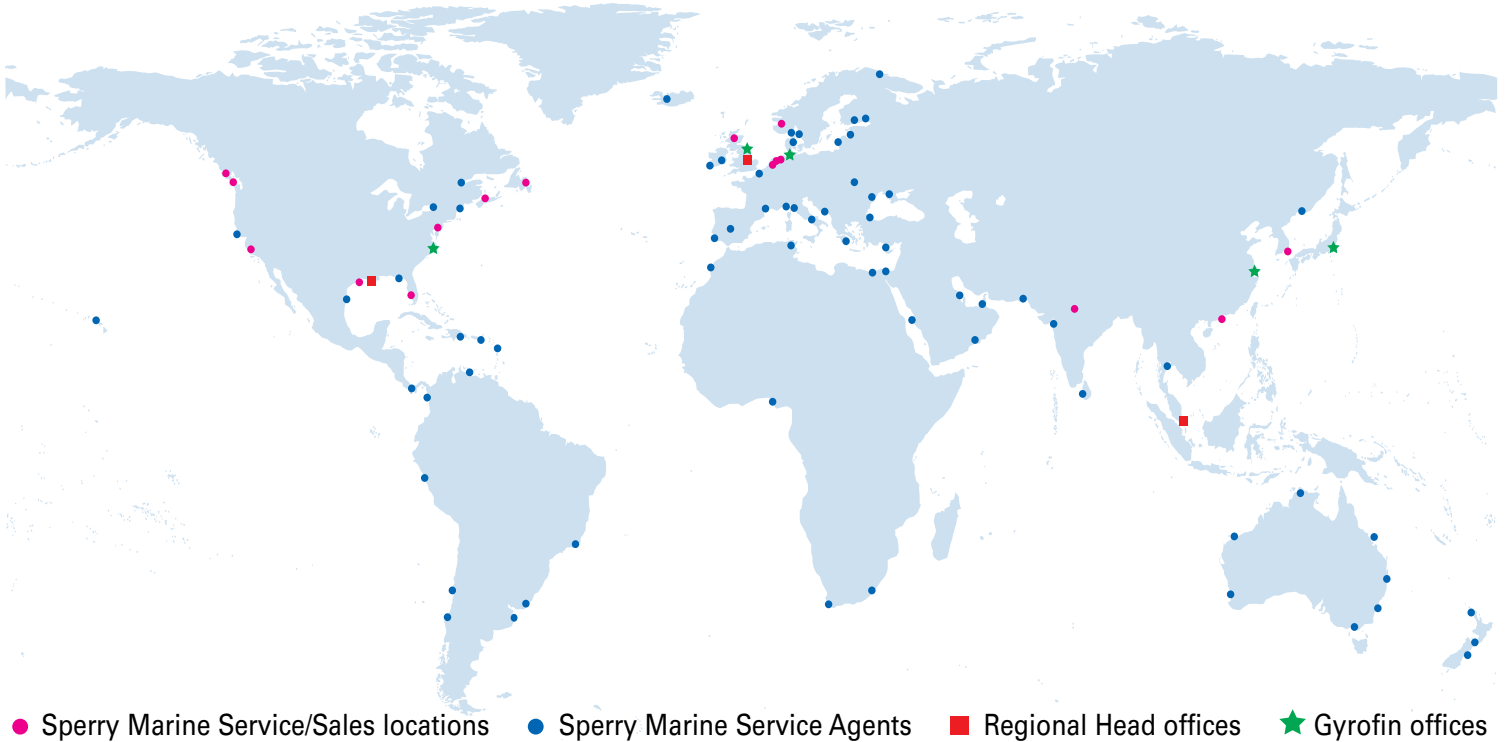 Sperry Marine Service/Sales locations Sperry Marine Service Agents Regional Head offices Gyrofin offices